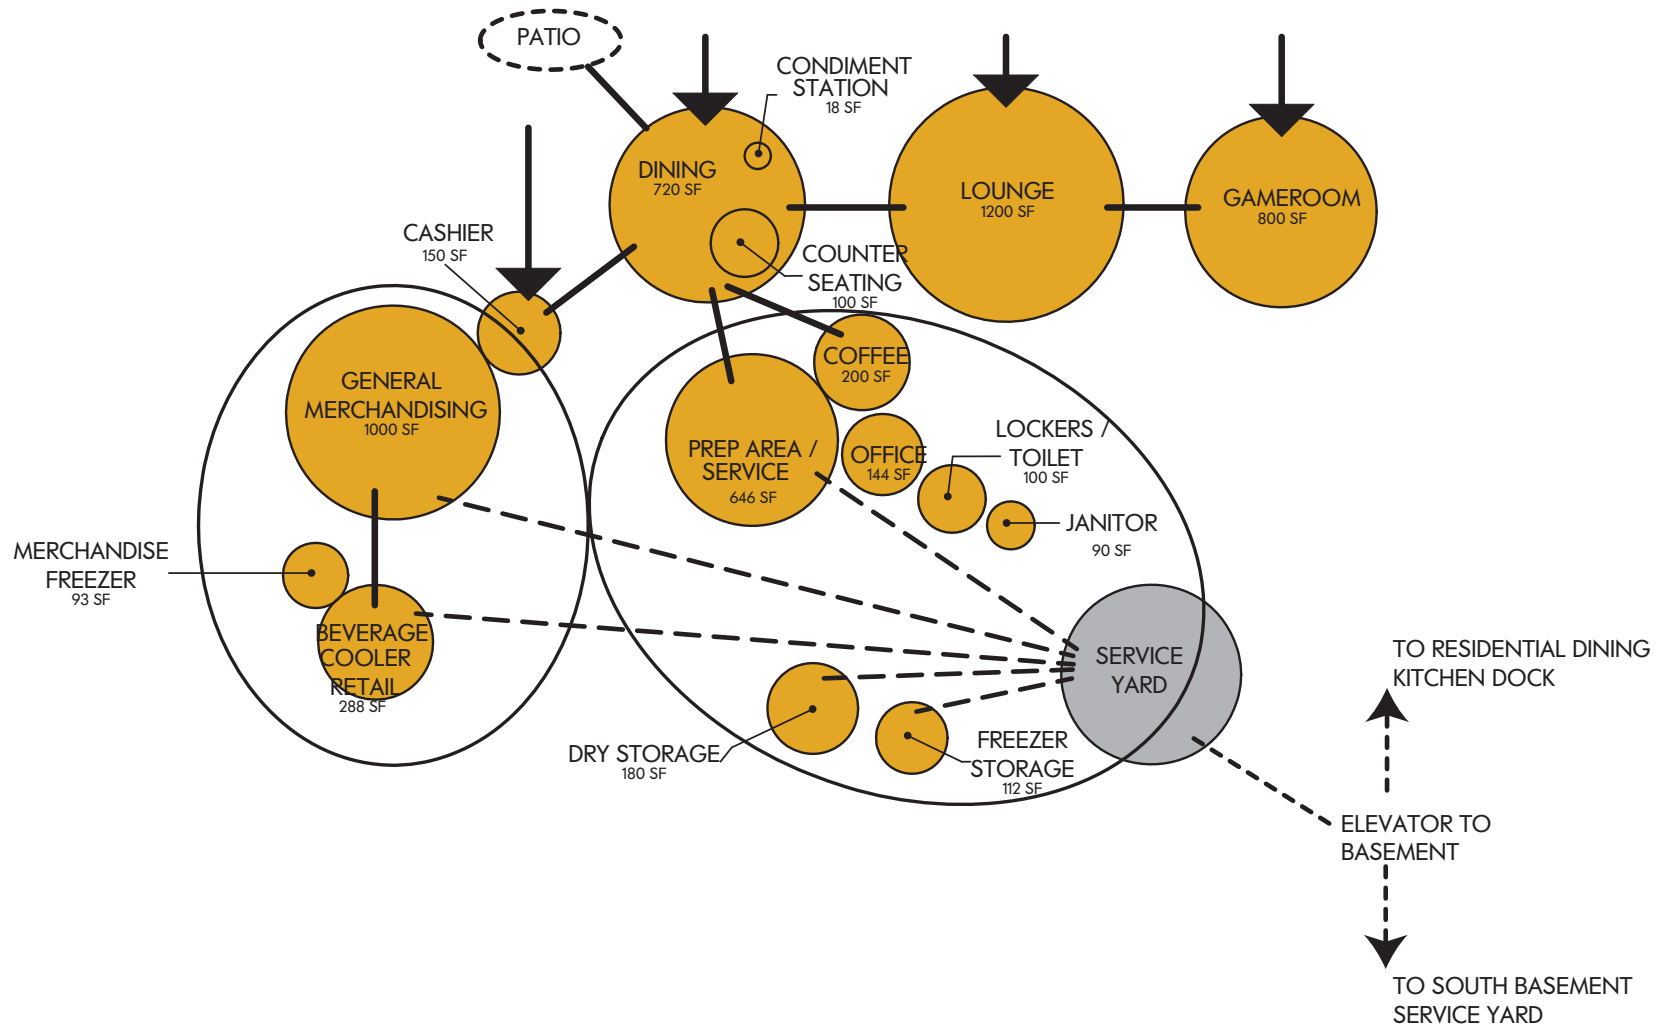 PATIO
CONDIMENT
STATION
18 SF
DINING
720 SF
LOUNGE
1200 SF
GAMEROOM
800 SF
CASHIER
150 SF
COUNTER
SEATING
100 SF
GENERAL
MERCHANDISING
1000 SF
COFFEE
200 SF
PREP AREA /
SERVICE
646 SF
OFFICE
144 SF
LOCKERS /
TOILET
100 SF
JANITOR
90 SF
MERCHANDISE
FREEZER
93 SF
BEVERAGE
COOLER
RETAIL
288 SF
SERVICE
YARD
DRY STORAGE
180 SF
FREEZER
STORAGE
112 SF
TO RESIDENTIAL DINING
KITCHEN DOCK
ELEVATOR TO
BASEMENT
TO SOUTH BASEMENT
SERVICE YARD